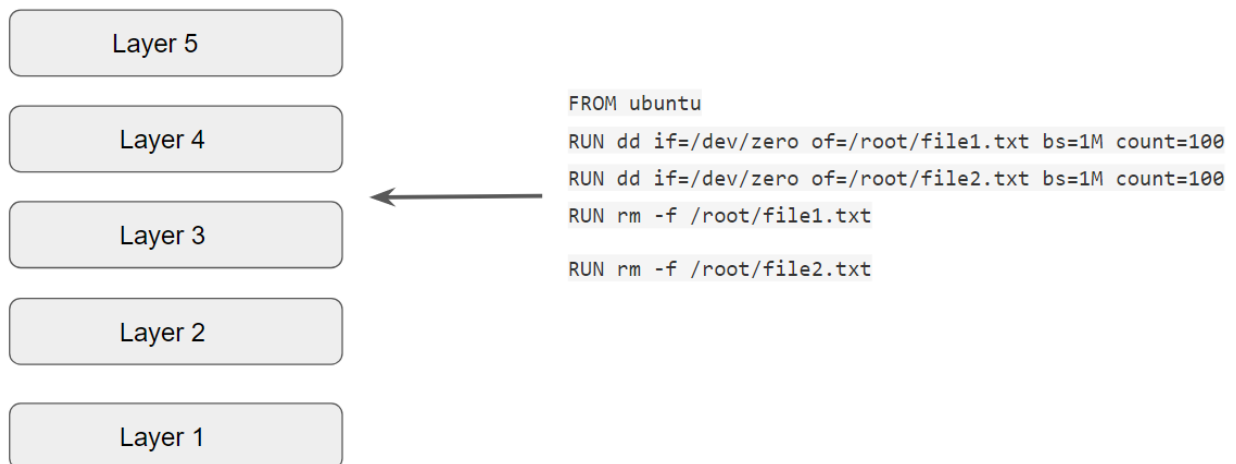 Layer 5
Layer 4
Layer 3
Layer 2
Layer 1
FROM ubuntu
RUN dd if=/dev/zero of=/root/file1.txt bs=1M count=100
RUN dd if=/dev/zero of=/root/file2.txt bs=1M count=100
RUN rm -f /root/file1.txt
RUN rm -f /root/file2.txt